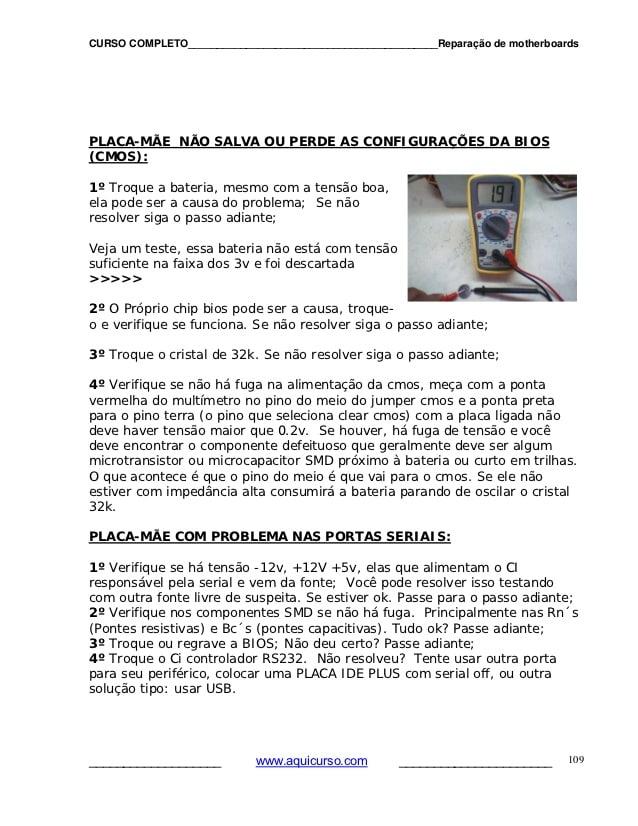 CURSO COMPLETO__________________________________________Reparação de motherboards
PLACA-MÃE NÃO SALVA OU PERDE AS CONFIGURAÇÕES DA BIOS
(CMOS):
1º Troque a bateria, mesmo com a tensão boa,
ela pode ser a causa do problema; Se não
resolver siga o passo adiante;
Veja um teste, essa bateria não está com tensão
suficiente na faixa dos 3v e foi descartada
>>>>>
1.91
2º O Próprio chip bios pode ser a causa, troque-
o e verifique se funciona. Se não resolver siga o passo adiante;
3º Troque o cristal de 32k. Se não resolver siga o passo adiante;
4º Verifique se não há fuga na alimentação da cmos, meça com a ponta
vermelha do multímetro no pino do meio do jumper cmos e a ponta preta
para o pino terra (o pino que seleciona clear cmos) com a placa ligada não
deve haver tensão maior que 0.2v. Se houver, há fuga de tensão e você
deve encontrar o componente defeituoso que geralmente deve ser algum
microtransistor ou microcapacitor SMD próximo à bateria ou curto em trilhas.
O que acontece é que o pino do meio é que vai para o cmos. Se ele não
estiver com impedância alta consumirá a bateria parando de oscilar o cristal
32k.
PLACA-MÃE COM PROBLEMA NAS PORTAS SERIAIS:
1º Verifique se há tensão -12v, +12V +5v, elas que alimentam o CI
responsável pela serial e vem da fonte; Você pode resolver isso testando
com outra fonte livre de suspeita. Se estiver ok. Passe para o passo adiante;
2º Verifique nos componentes SMD se não há fuga. Principalmente nas Rn´s
(Pontes resistivas) e Bc´s (pontes capacitivas). Tudo ok? Passe adiante;
3º Troque ou regrave a BIOS; Não deu certo? Passe adiante;
4º Troque o Ci controlador RS232. Não resolveu? Tente usar outra porta
para seu periférico, colocar uma PLACA IDE PLUS com serial off, ou outra
solução tipo: usar USB.
___________________ www.aquicurso.com ______________________ 109